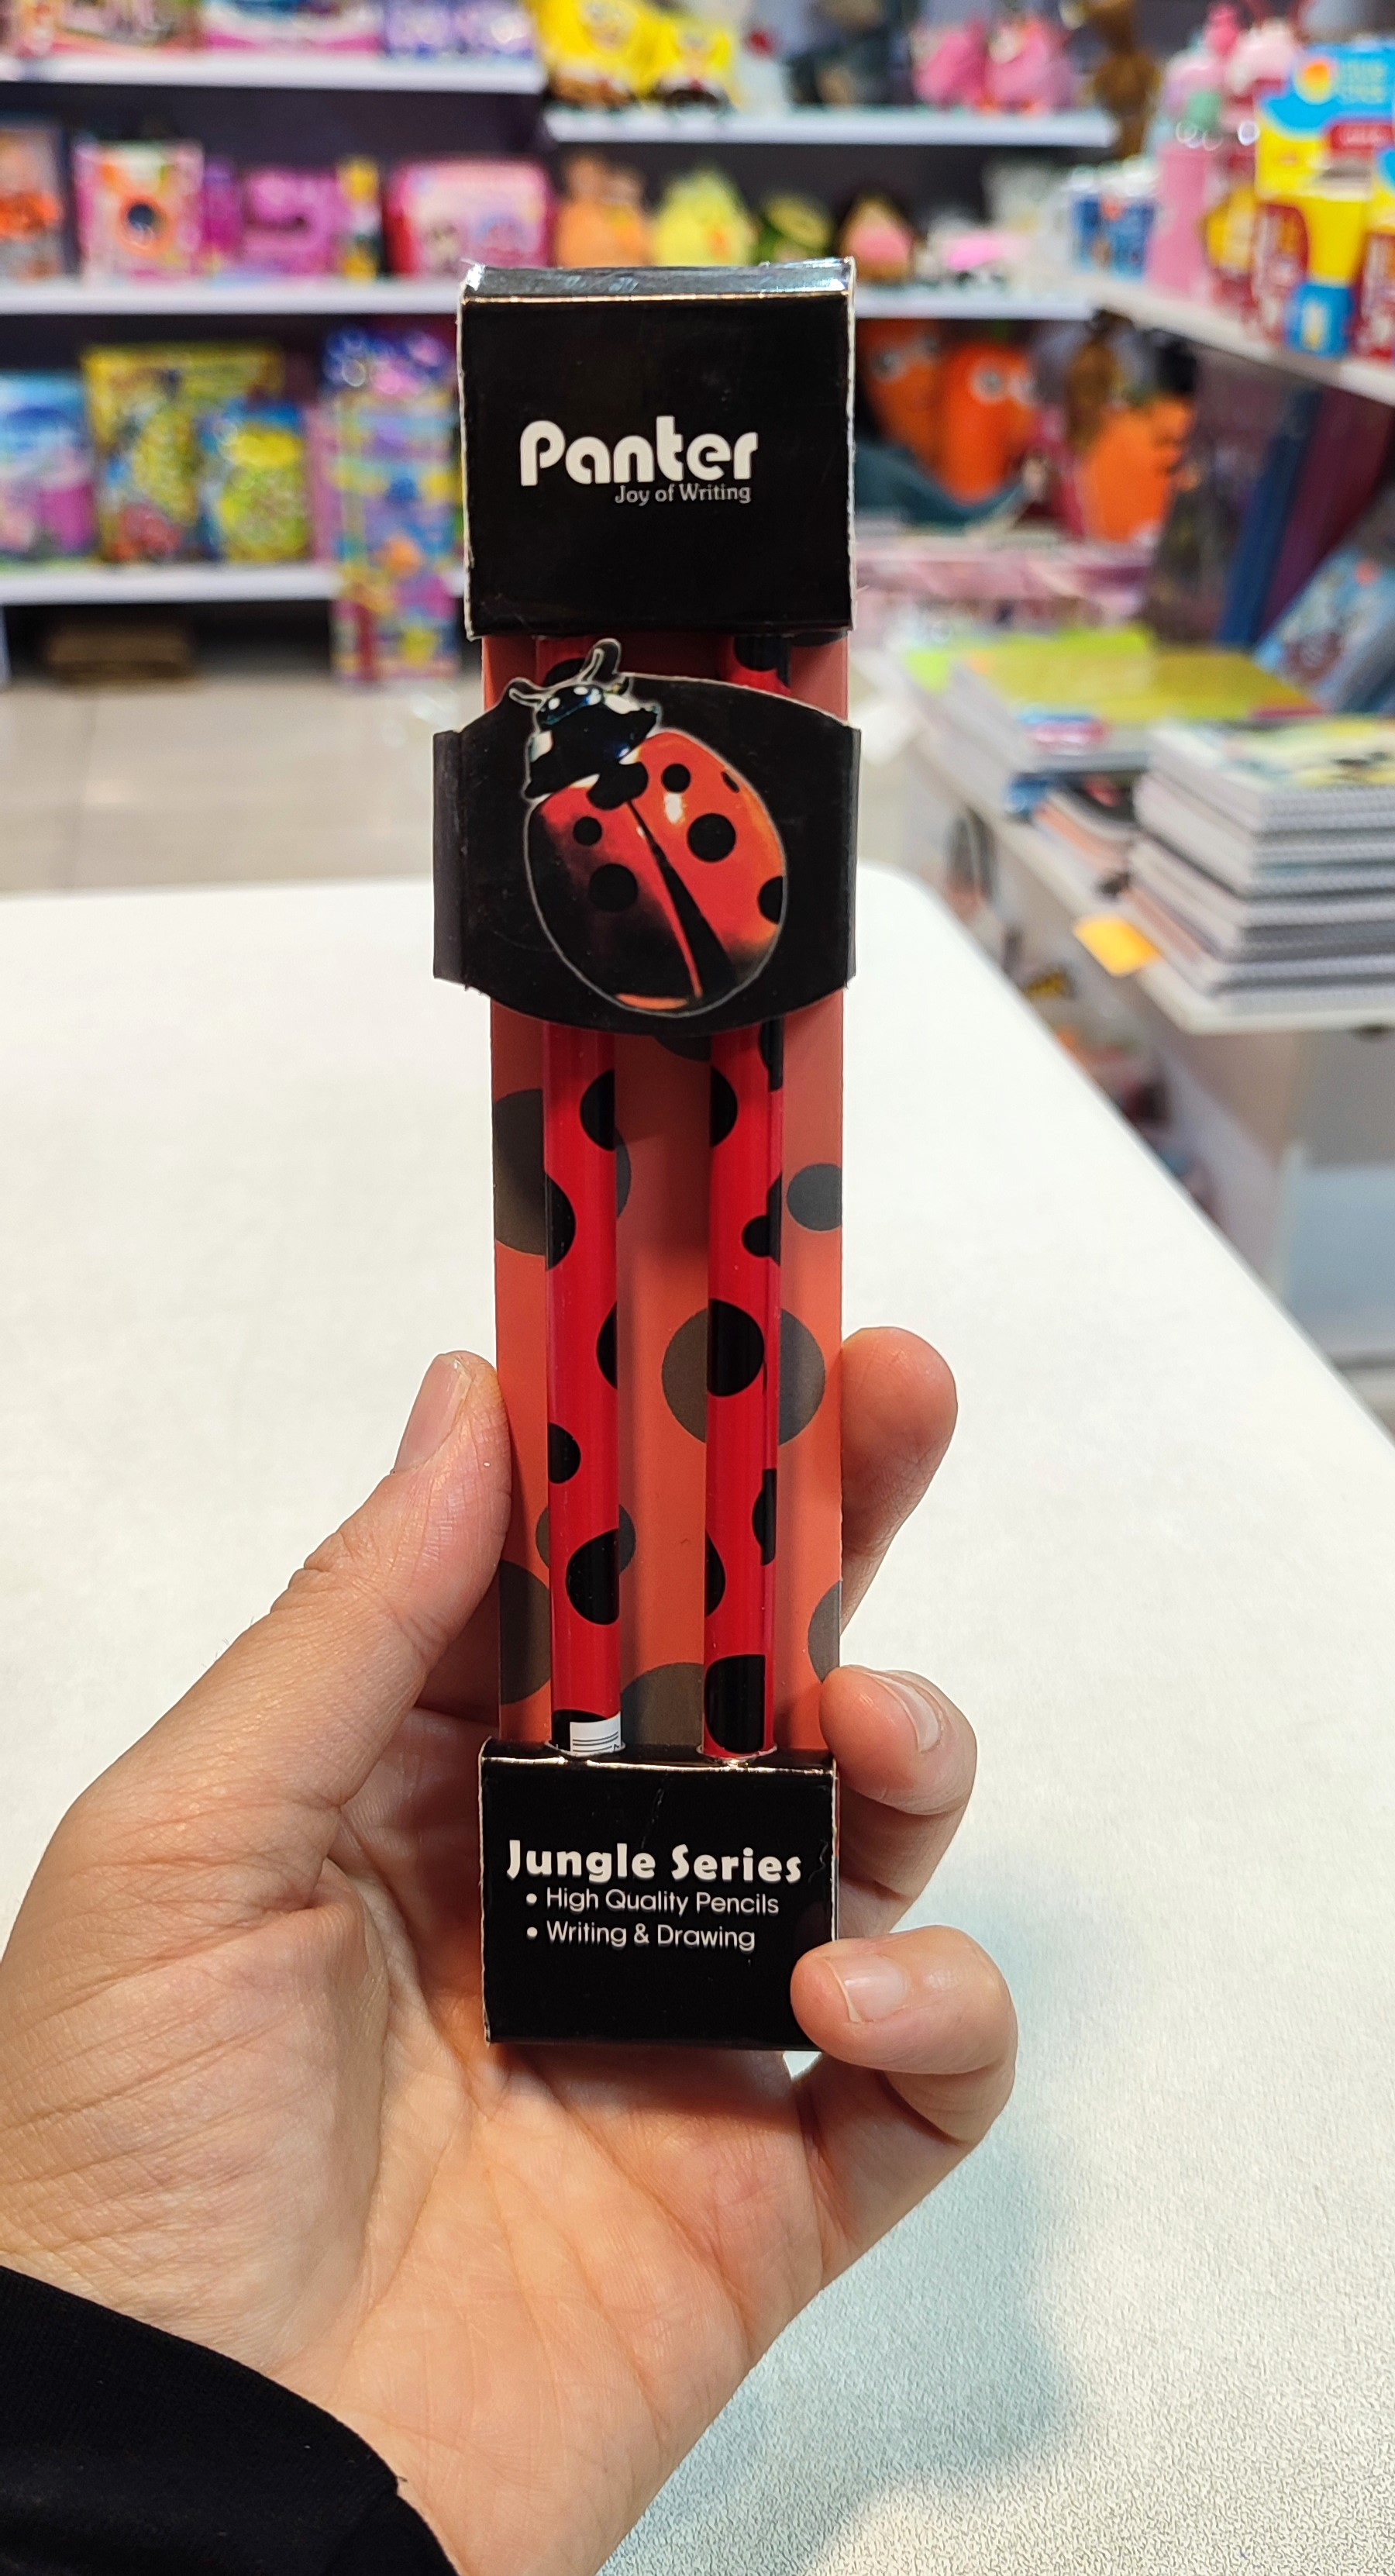 Panter
Joy of Writing
Jungle Series
• High Quality Pencils
• Writing & Drawing